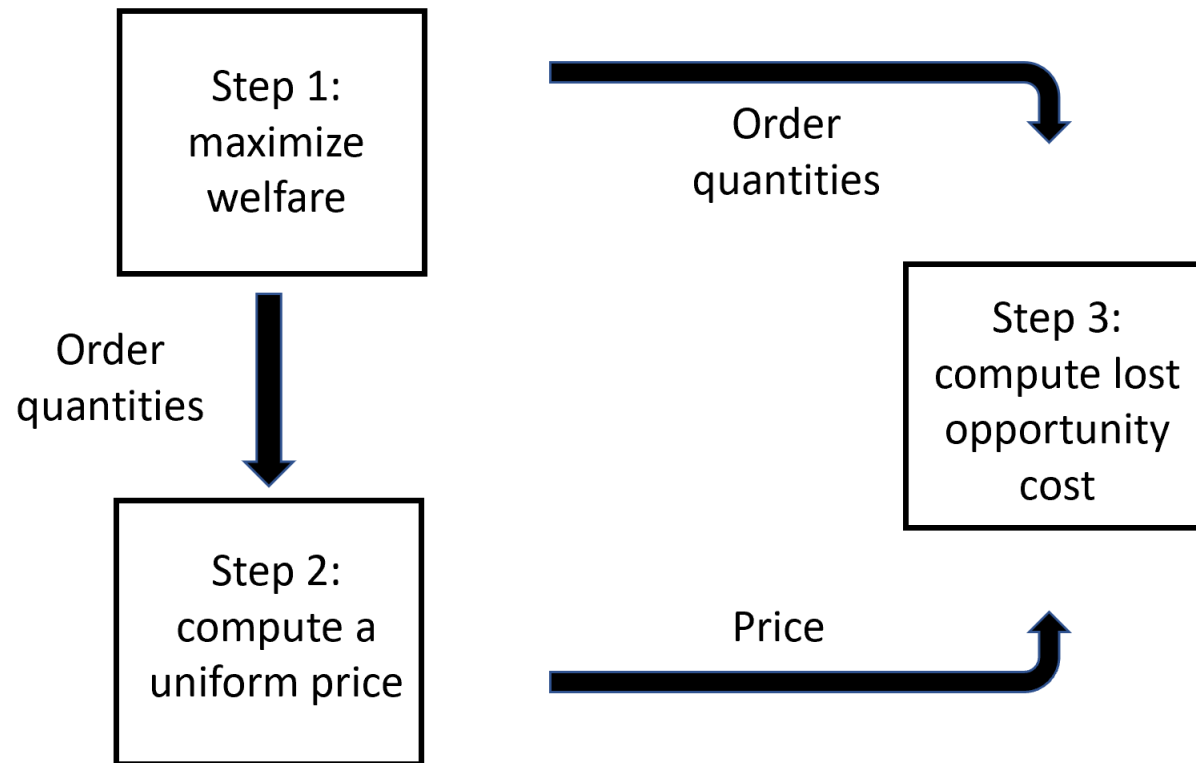 Step 1:
maximize
welfare
Order
quantities
Order
quantities
Step 3:
compute lost
opportunity
cost
Step 2:
compute a
uniform price
Price